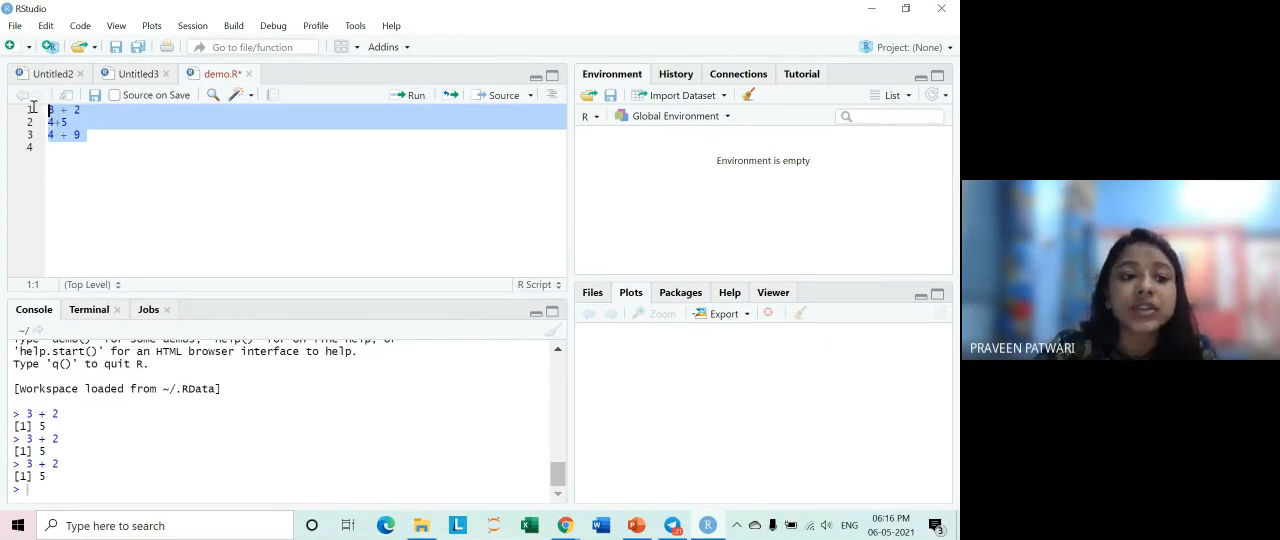 RStudio
File Edit Code View Plots Session Build Debug Profile Tools Help
Go to file/function Addins Project: (None)
Untitled2 Untitled3 demo.R*
Source on Save Run Source
1 3 + 2
2 4+5
3 4 + 9
4
1:1 (Top Level) R Script
Console Terminal Jobs
~/
'help.start()' for an HTML browser interface to help.
Type 'q()' to quit R.
[Workspace loaded from ~/.RData]
> 3 + 2
[1] 5
> 3 + 2
[1] 5
> 3 + 2
[1] 5
>
Environment History Connections Tutorial
Import Dataset List
R Global Environment
Environment is empty
Files Plots Packages Help Viewer
Zoom Export
PRAVEEN PATWARI
Type here to search
ENG
06:16 PM
06-05-2021
3